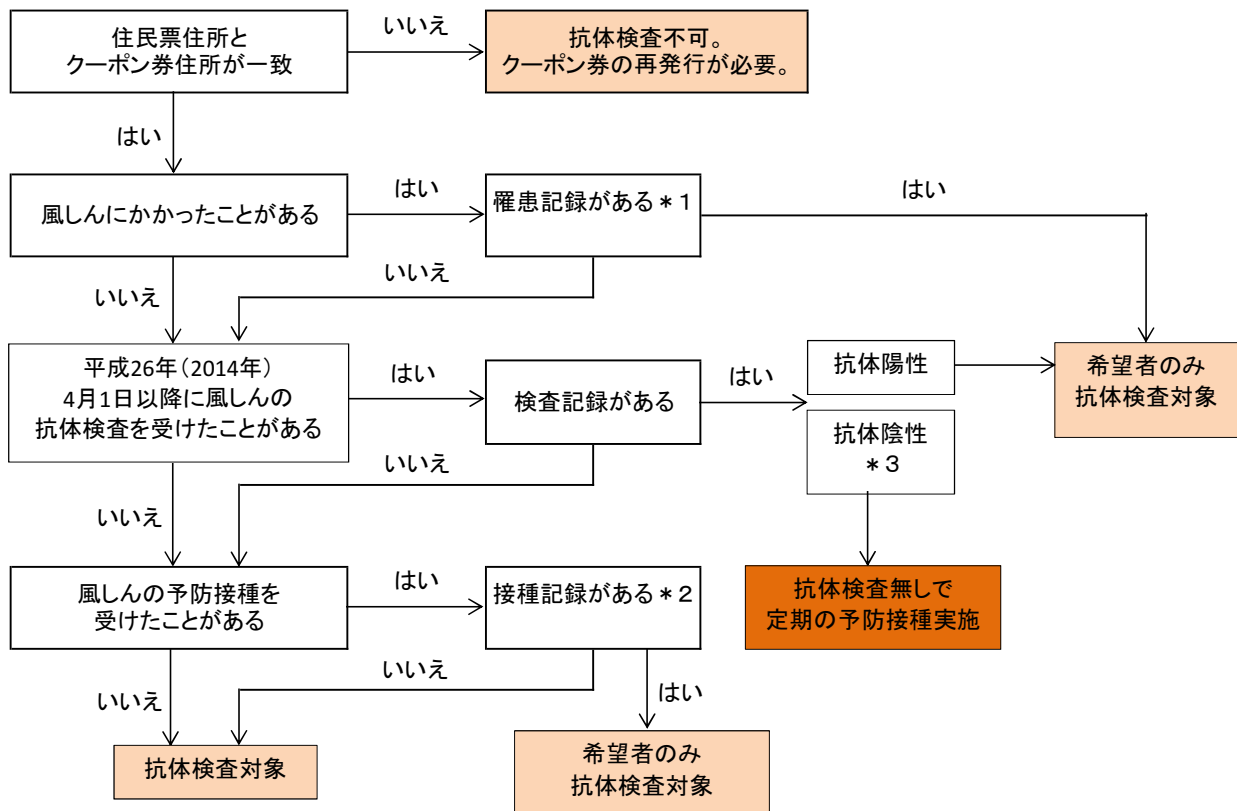 住民票住所と
クーポン券住所が一致
いいえ
抗体検査不可。
クーポン券の再発行が必要。
はい
風しんにかかったことがある
はい
罹患記録がある＊１
はい
いいえ
いいえ
平成26年（2014年）
4月1日以降に風しんの
抗体検査を受けたことがある
はい
検査記録がある
はい
抗体陽性
希望者のみ
抗体検査対象
抗体陰性
＊３
いいえ
いいえ
風しんの予防接種を
受けたことがある
はい
接種記録がある＊２
抗体検査無しで
定期の予防接種実施
いいえ
いいえ
はい
抗体検査対象
希望者のみ
抗体検査対象